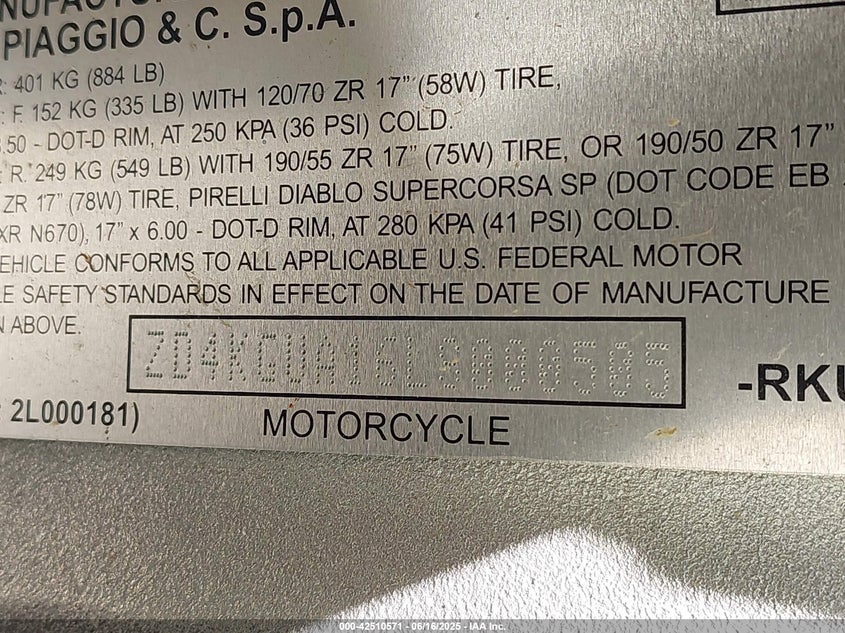 NUFACTUR
PIAGGIO & C. S.p.A.
: 401 KG (884 LB)
: F. 152 KG (335 LB) WITH 120/70 ZR 17" (58W) TIRE,
50 - DOT-D RIM, AT 250 KPA (36 PSI) COLD.
R. 249 KG (549 LB) WITH 190/55 ZR 17" (75W) TIRE, OR 190/50 ZR 17"
ZR 17" (78W) TIRE, PIRELLI DIABLO SUPERCORSA SP (DOT CODE EB
XR N670), 17" x 6.00 - DOT-D RIM, AT 280 KPA (41 PSI) COLD.
EHICLE CONFORMS TO ALL APPLICABLE U.S. FEDERAL MOTOR
LE SAFETY STANDARDS IN EFFECT ON THE DATE OF MANUFACTURE
N ABOVE.
ZD4KGUA16LS000505
-RKU
2L000181)
MOTORCYCLE
000-42510571 - 06/16/2025 - IAA Inc.